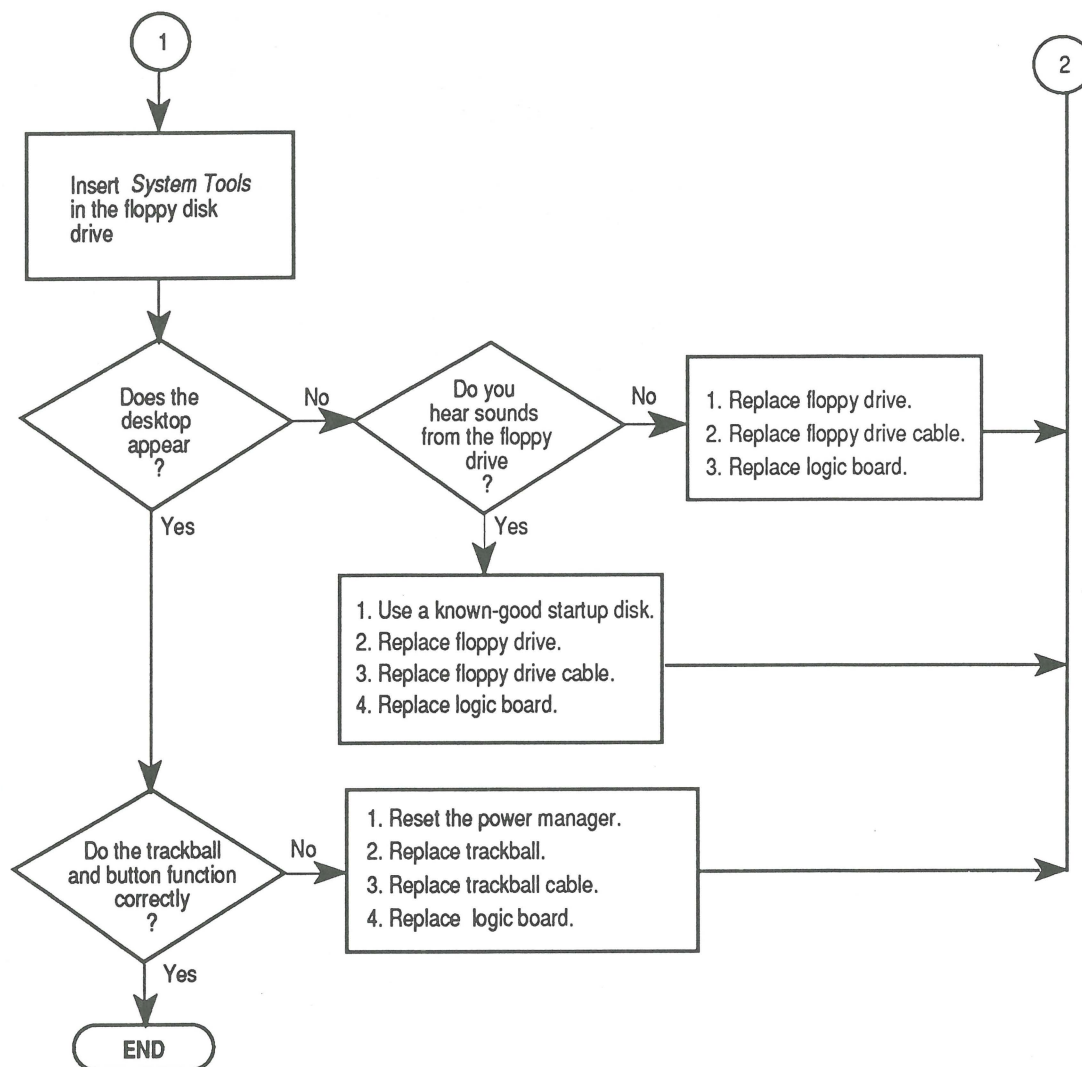 1
2
Insert System Tools
in the floppy disk
drive
Does the
desktop
appear
?
No
Do you
hear sounds
from the floppy
drive
?
No
1. Replace floppy drive.
2. Replace floppy drive cable.
3. Replace logic board.
Yes
Yes
1. Use a known-good startup disk.
2. Replace floppy drive.
3. Replace floppy drive cable.
4. Replace logic board.
Do the trackball
and button function
correctly
?
No
1. Reset the power manager.
2. Replace trackball.
3. Replace trackball cable.
4. Replace logic board.
Yes
END